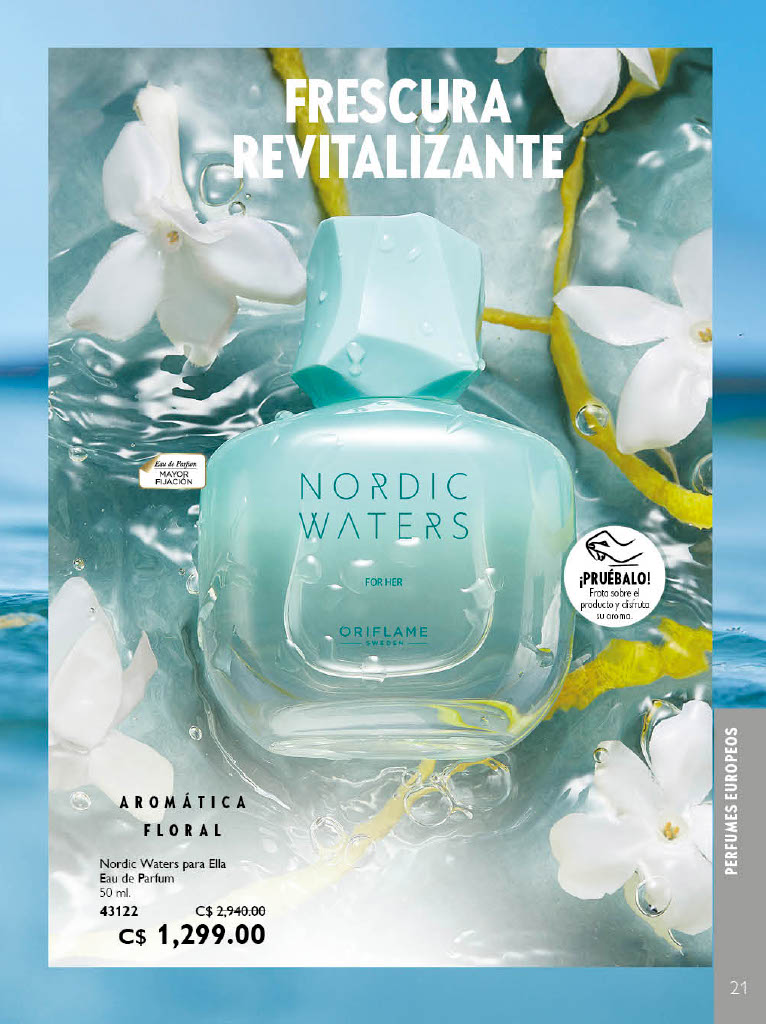 FRESCURA
REVITALIZANTE
Eau de Parfum
MAYOR
FIJACIÓN
NORDIC
WATERS
FOR HER
ORIFLAME
SWEDEN
¡PRUÉBALO!
Frota sobre el
producto y disfruta
su aroma.
AROMÁTICA
FLORAL
Nordic Waters para Ella
Eau de Parfum
50 ml.
43122 C$ 2,940.00
C$ 1,299.00
PERFUMES EUROPEOS
21